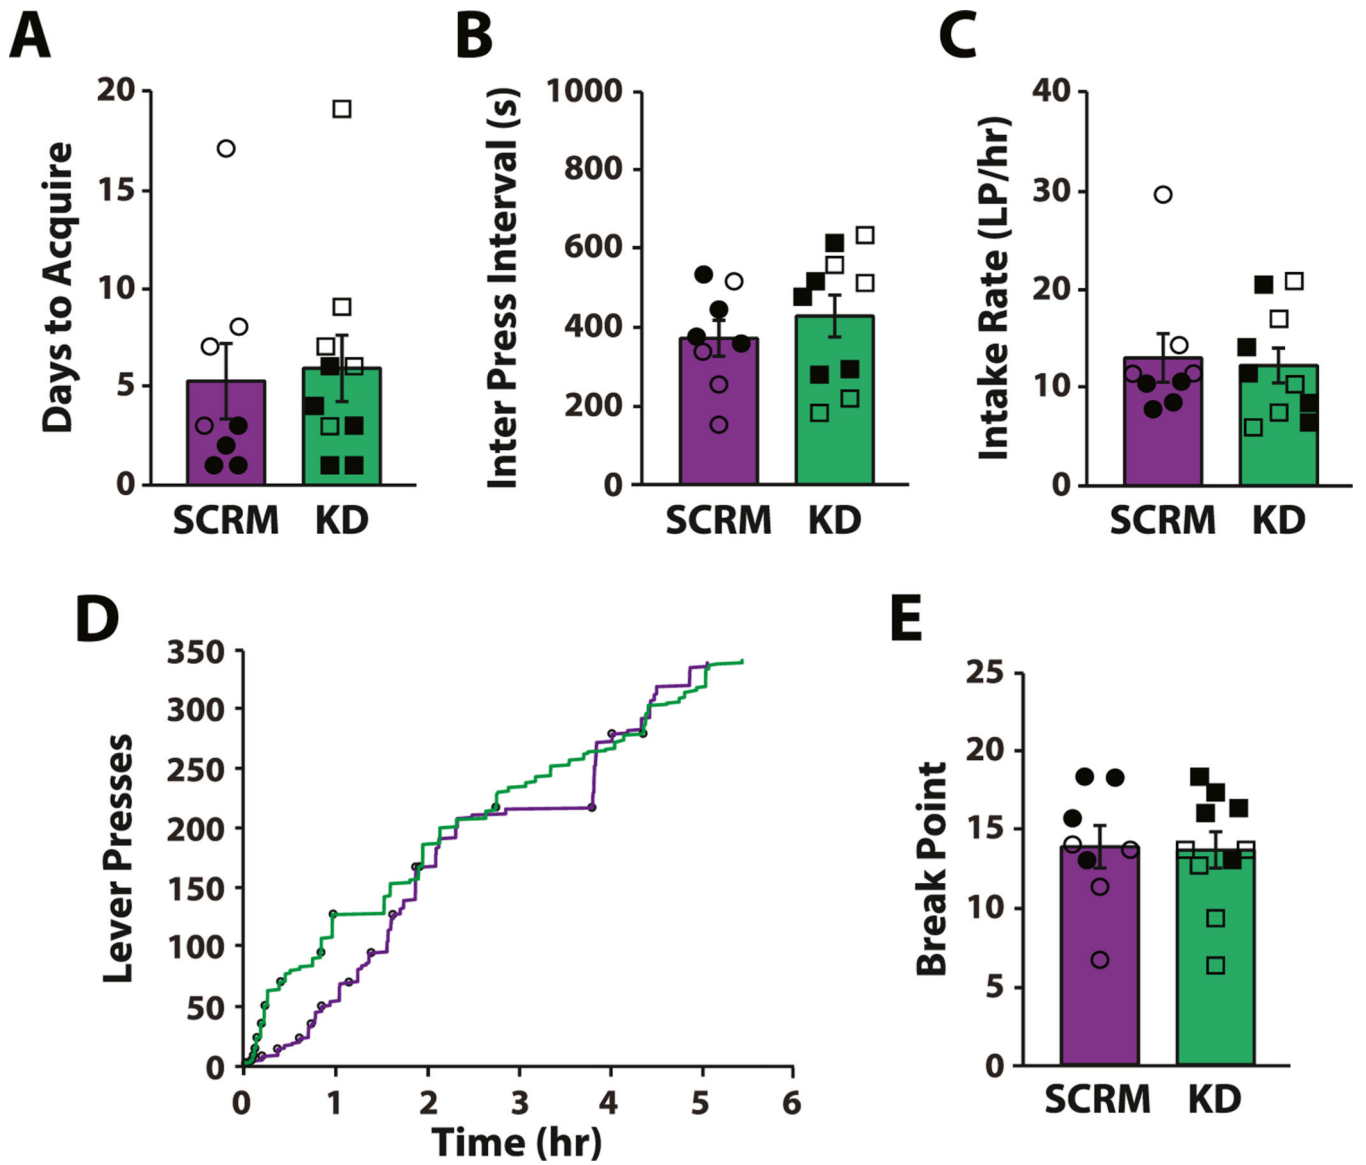 A
B
C
Days to Acquire
20
15
10
5
0
SCRM KD
Inter Press Interval (s)
1000
800
600
400
200
0
SCRM KD
Intake Rate (LP/hr)
40
30
20
10
0
SCRM KD
D
E
Lever Presses
350
300
250
200
150
100
50
0
0 1 2 3 4 5 6
Time (hr)
Break Point
25
20
15
10
5
0
SCRM KD